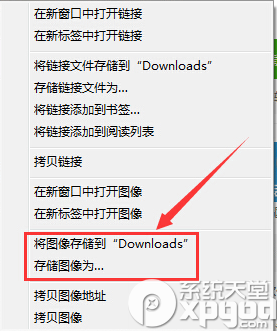 在新窗口中打开链接
在新标签中打开链接
将链接文件存储到“Downloads”
存储链接文件为...
将链接添加到书签...
将链接添加到阅读列表
拷贝链接
在新窗口中打开图像
在新标签中打开图像
将图像存储到“Downloads”
存储图像为...
拷贝图像地址
拷贝图像
系统天堂
xpgod
.com